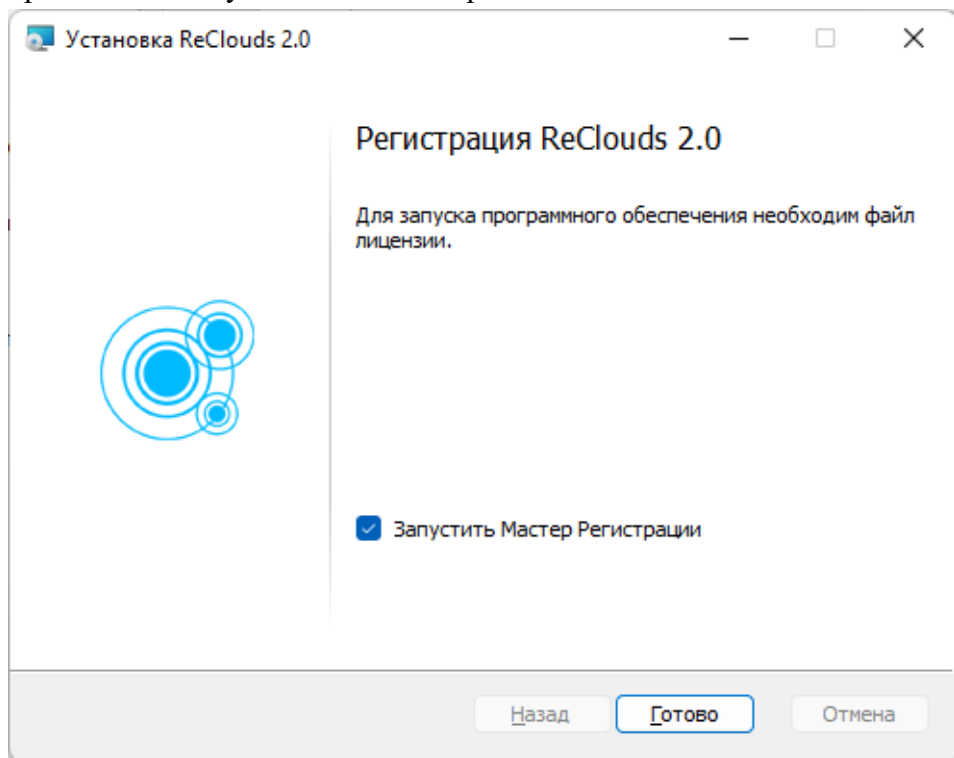 Установка ReClouds 2.0
Регистрация ReClouds 2.0
Для запуска программного обеспечения необходим файл
лицензии.
Запустить Мастер Регистрации
Назад
Готово
Отмена